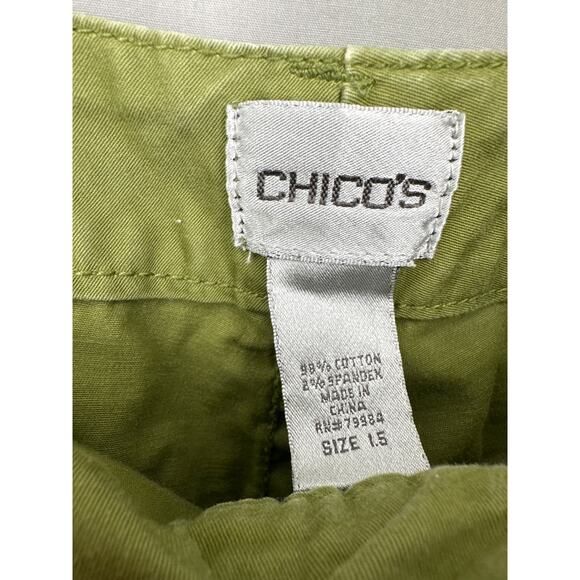 CHICO'S
98% COTTON
2% SPANDEX
MADE IN
CHINA
RN#79984
SIZE 1.5